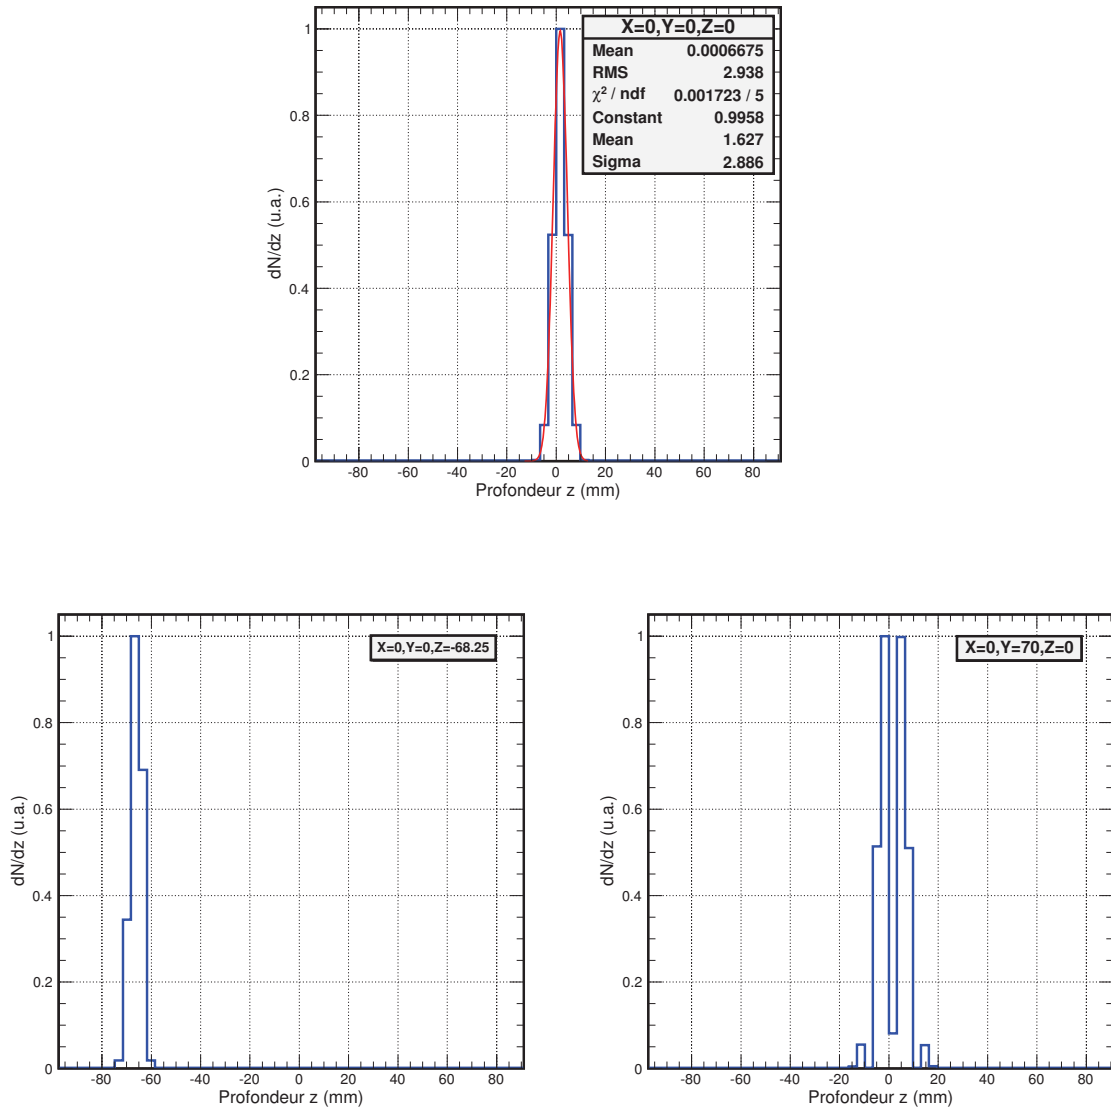 X=0,Y=0,Z=0
Mean 0.0006675
RMS 2.938
χ² / ndf 0.001723 / 5
Constant 0.9958
Mean 1.627
Sigma 2.886
dN/dz (u.a.)
1
0.8
0.6
0.4
0.2
0
-80 -60 -40 -20 0 20 40 60 80
Profondeur z (mm)
X=0,Y=0,Z=-68.25
dN/dz (u.a.)
1
0.8
0.6
0.4
0.2
0
-80 -60 -40 -20 0 20 40 60 80
Profondeur z (mm)
X=0,Y=70,Z=0
dN/dz (u.a.)
1
0.8
0.6
0.4
0.2
0
-80 -60 -40 -20 0 20 40 60 80
Profondeur z (mm)